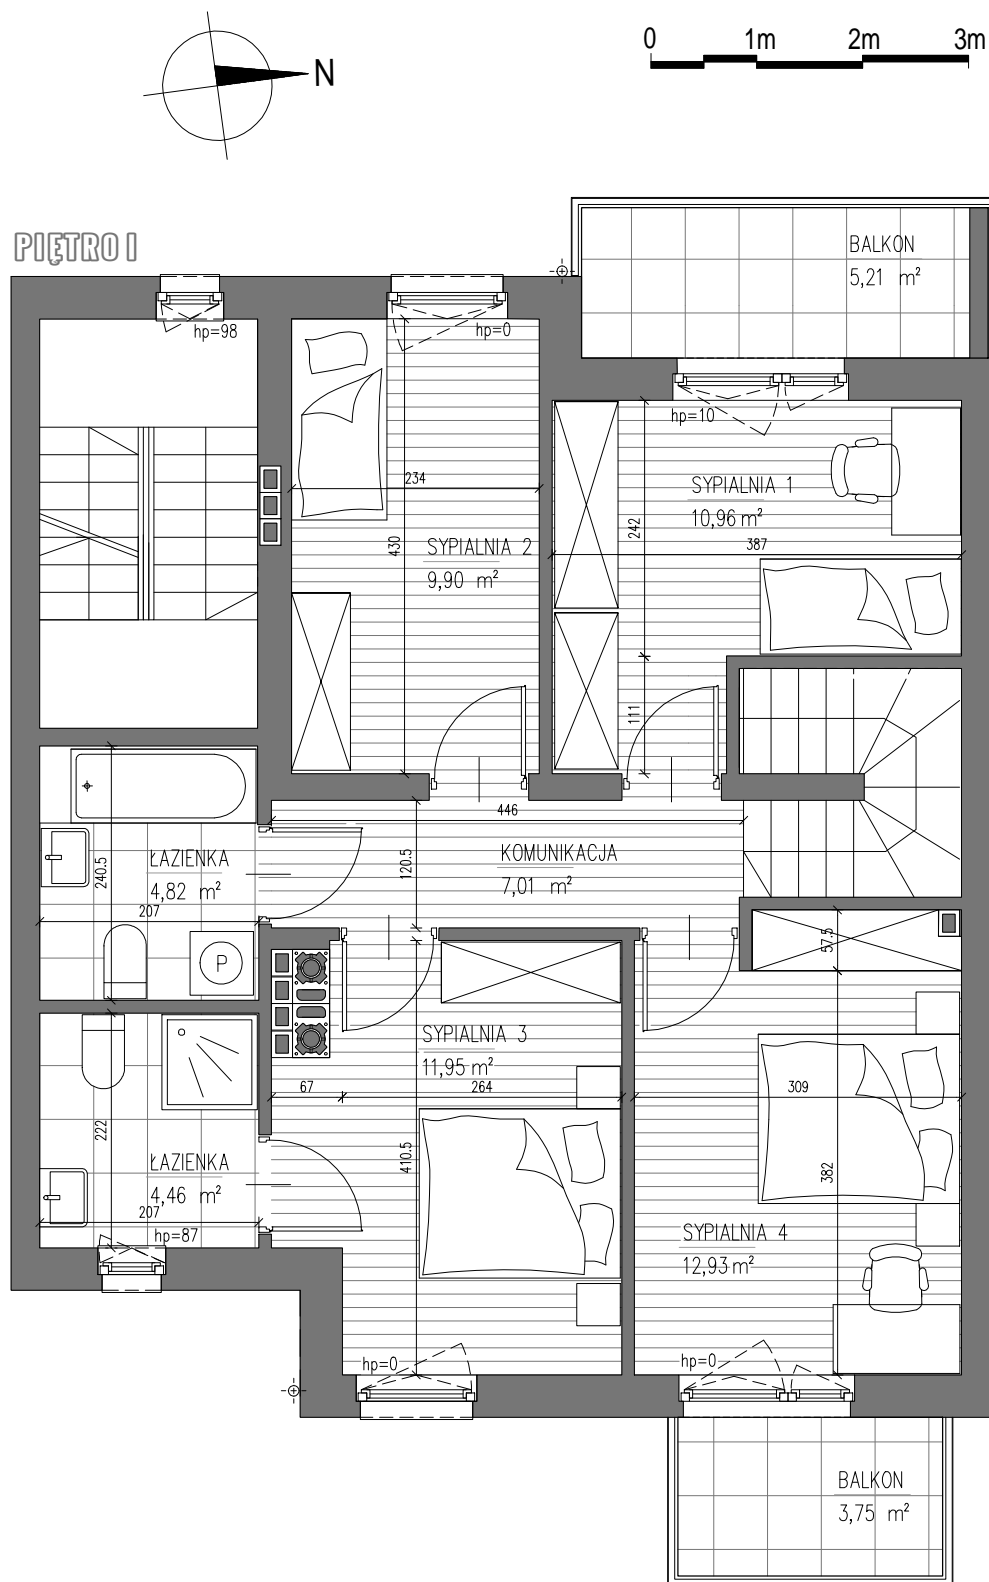 N
0 1m 2m 3m
PIĘTRO I
BALKON
5,21 m²
hp=98
hp=0
hp=10
234
SYPIALNIA 1
10,96 m²
242
430
SYPIALNIA 2
9,90 m²
387
111
446
ŁAZIENKA
4,82 m²
240.5
207
P
120.5
KOMUNIKACJA
7,01 m²
57.5
SYPIALNIA 3
11,95 m²
67
264
309
222
ŁAZIENKA
4,46 m²
207
hp=87
410.5
382
SYPIALNIA 4
12,93 m²
hp=0
hp=0
BALKON
3,75 m²